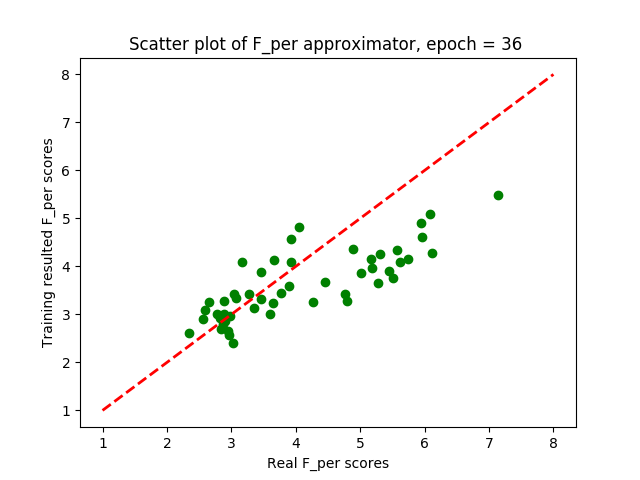 Scatter plot of F_per approximator, epoch = 36
8
7
6
5
4
3
2
1
Training resulted F_per scores
1 2 3 4 5 6 7 8
Real F_per scores